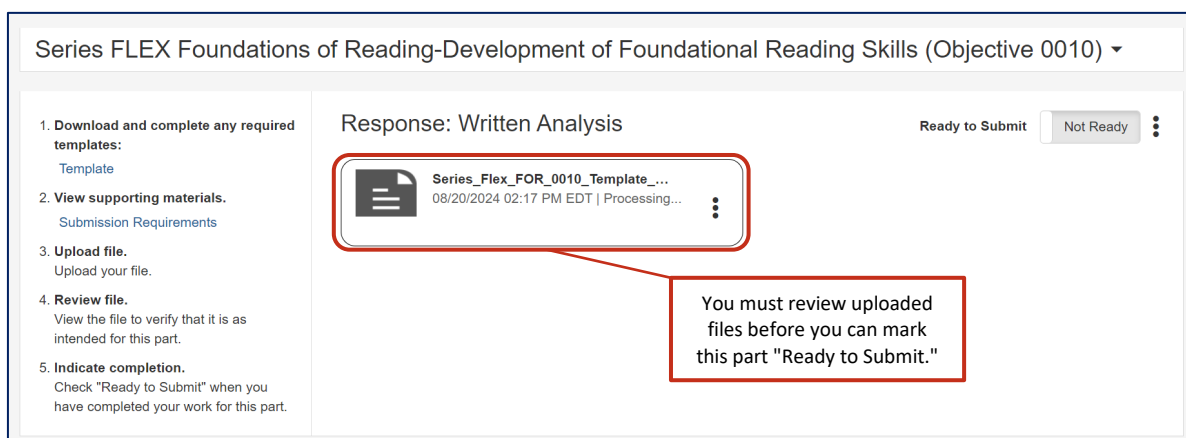 Series FLEX Foundations of Reading-Development of Foundational Reading Skills (Objective 0010)
1. Download and complete any required
templates:
Template
2. View supporting materials.
Submission Requirements
3. Upload file.
Upload your file.
4. Review file.
View the file to verify that it is as
intended for this part.
5. Indicate completion.
Check "Ready to Submit" when you
have completed your work for this part.
Response: Written Analysis
Ready to Submit
Not Ready
Series_Flex_FOR_0010_Template_...
08/20/2024 02:17 PM EDT | Processing...
You must review uploaded
files before you can mark
this part "Ready to Submit."